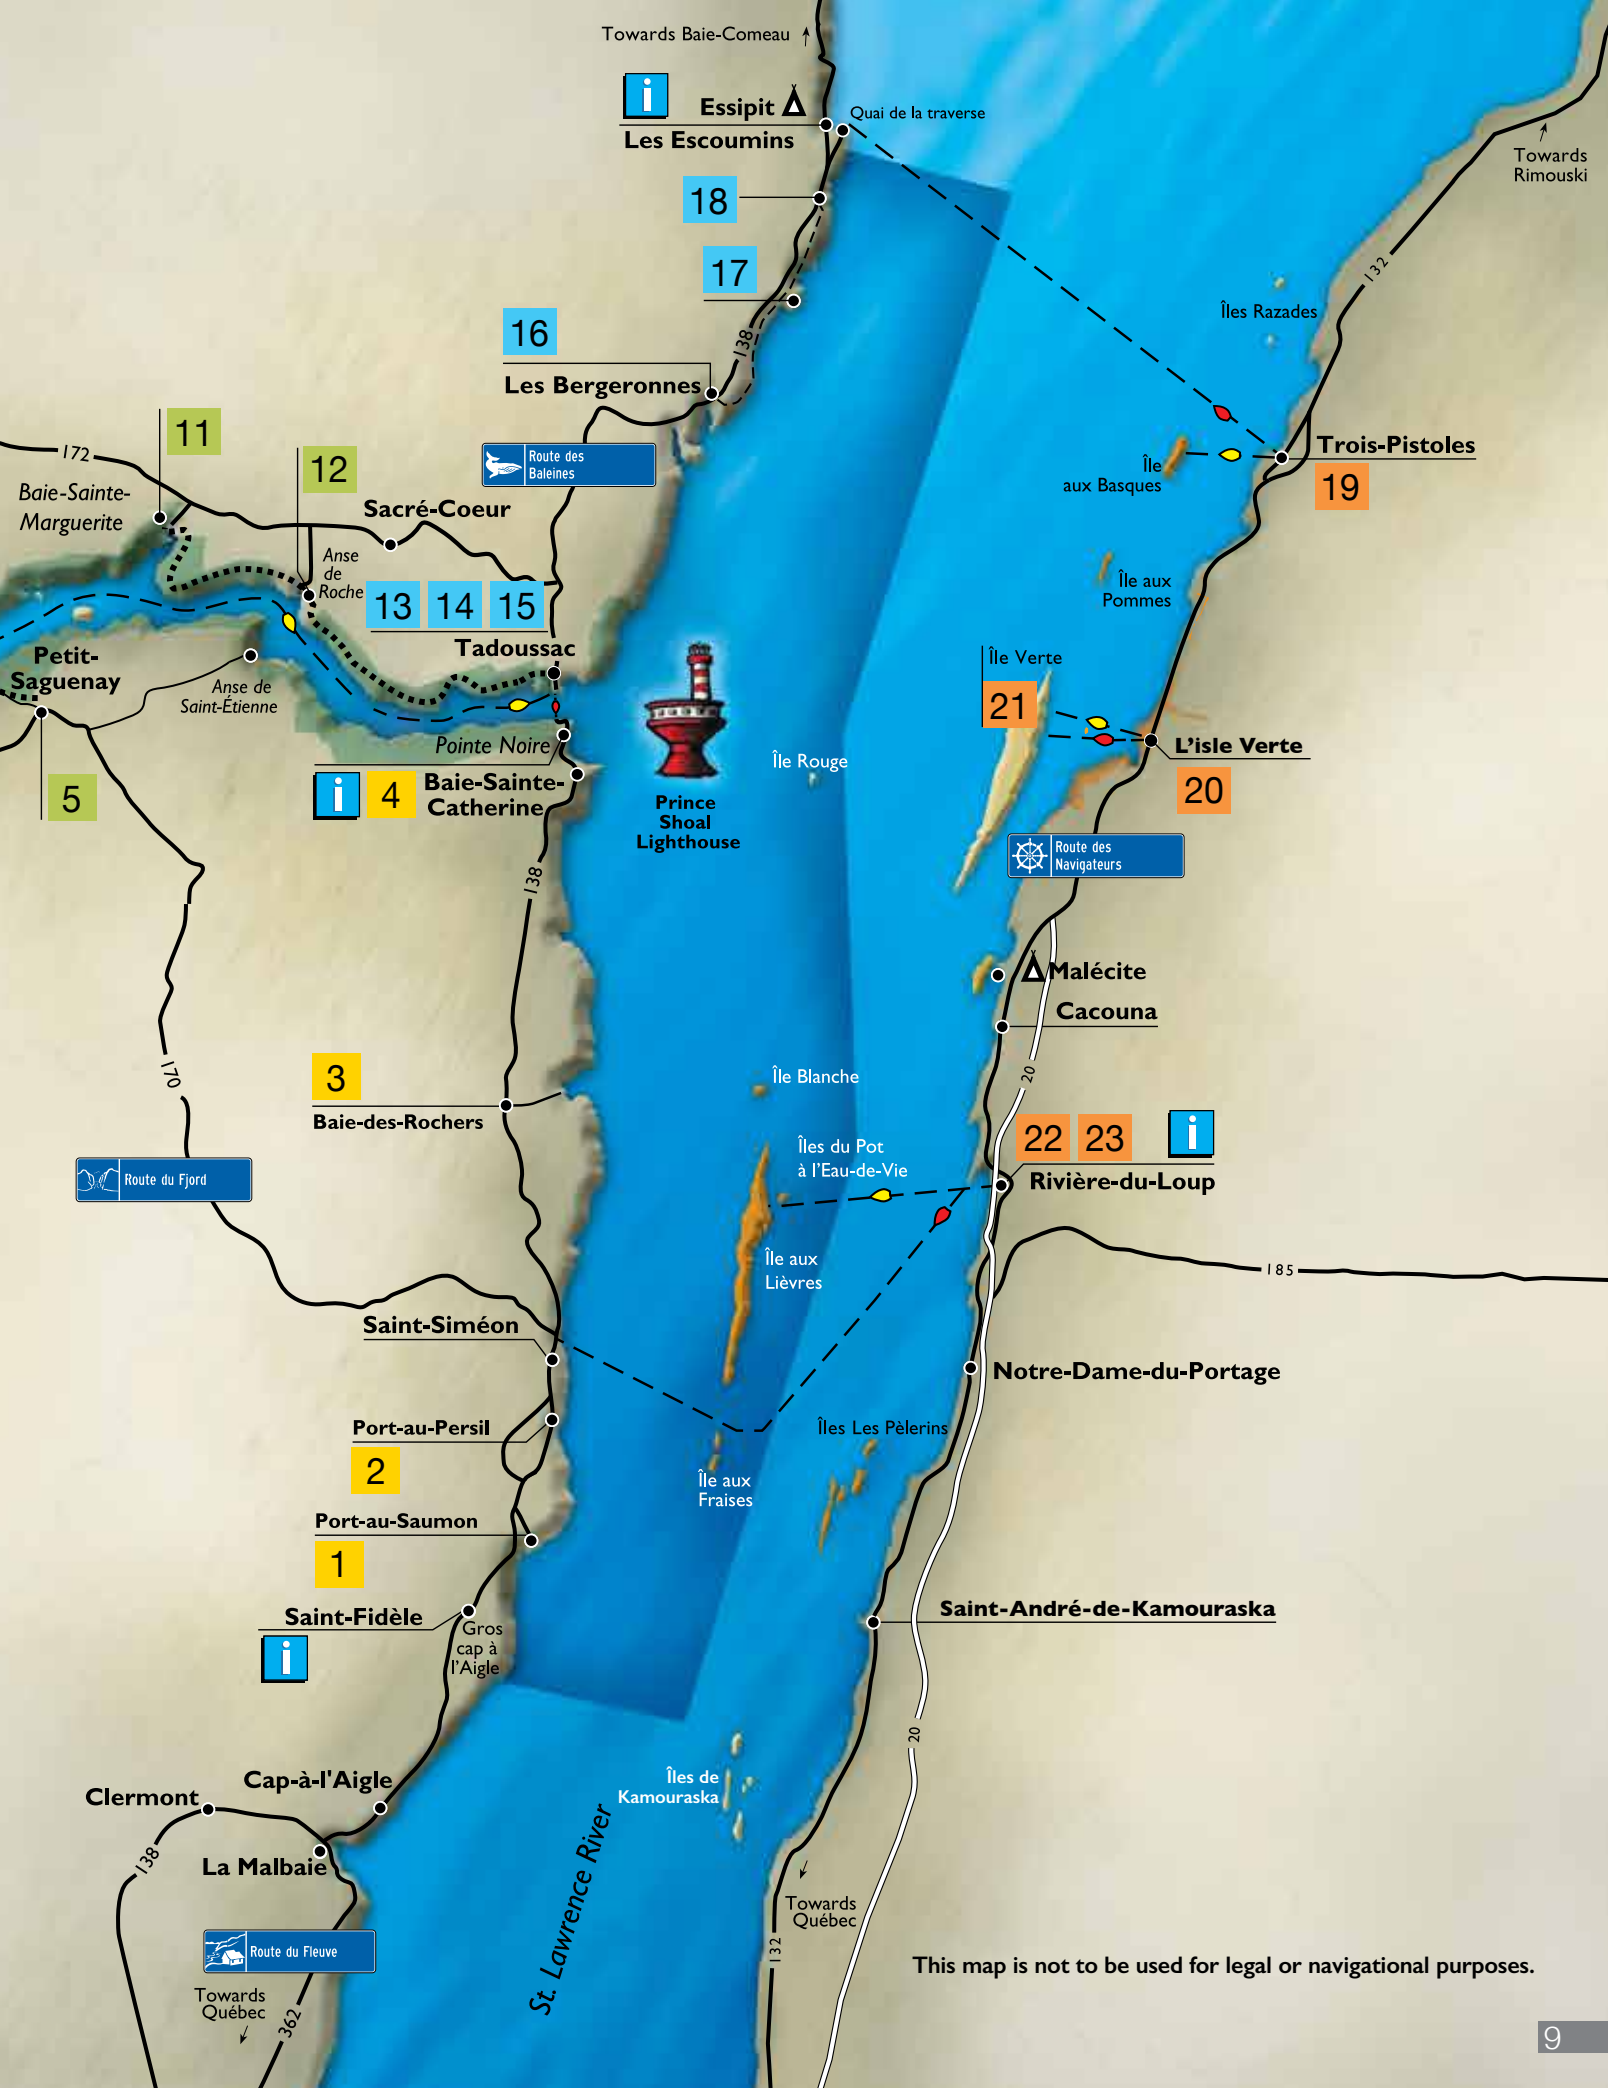 Towards Baie-Comeau
Essipit
Les Escoumins
Quai de la traverse
Towards
Rimouski
18
17
132
Îles Razades
16
138
Les Bergeronnes
11
172
12
Route des
Baleines
Trois-Pistoles
19
Île
aux Basques
Baie-Sainte-
Marguerite
Sacré-Coeur
Anse
de
Roche
13 14 15
Île aux
Pommes
Tadoussac
Petit-
Saguenay
Anse de
Saint-Étienne
Île Verte
21
Pointe Noire
L'isle Verte
20
Île Rouge
4
Baie-Sainte-
Catherine
5
Prince
Shoal
Lighthouse
Route des
Navigateurs
138
Malécite
Cacouna
170
3
Baie-des-Rochers
Île Blanche
20
22 23
Îles du Pot
à l'Eau-de-Vie
Rivière-du-Loup
Route du Fjord
Île aux
Lièvres
185
Saint-Siméon
Notre-Dame-du-Portage
Port-au-Persil
2
Îles Les Pèlerins
Île aux
Fraises
Port-au-Saumon
1
Saint-Fidèle
Gros
cap à
l'Aigle
Saint-André-de-Kamouraska
20
Îles de
Kamouraska
Cap-à-l'Aigle
Clermont
138
La Malbaie
St. Lawrence River
Towards
Québec
132
Route du Fleuve
Towards
Québec
362
This map is not to be used for legal or navigational purposes.
9